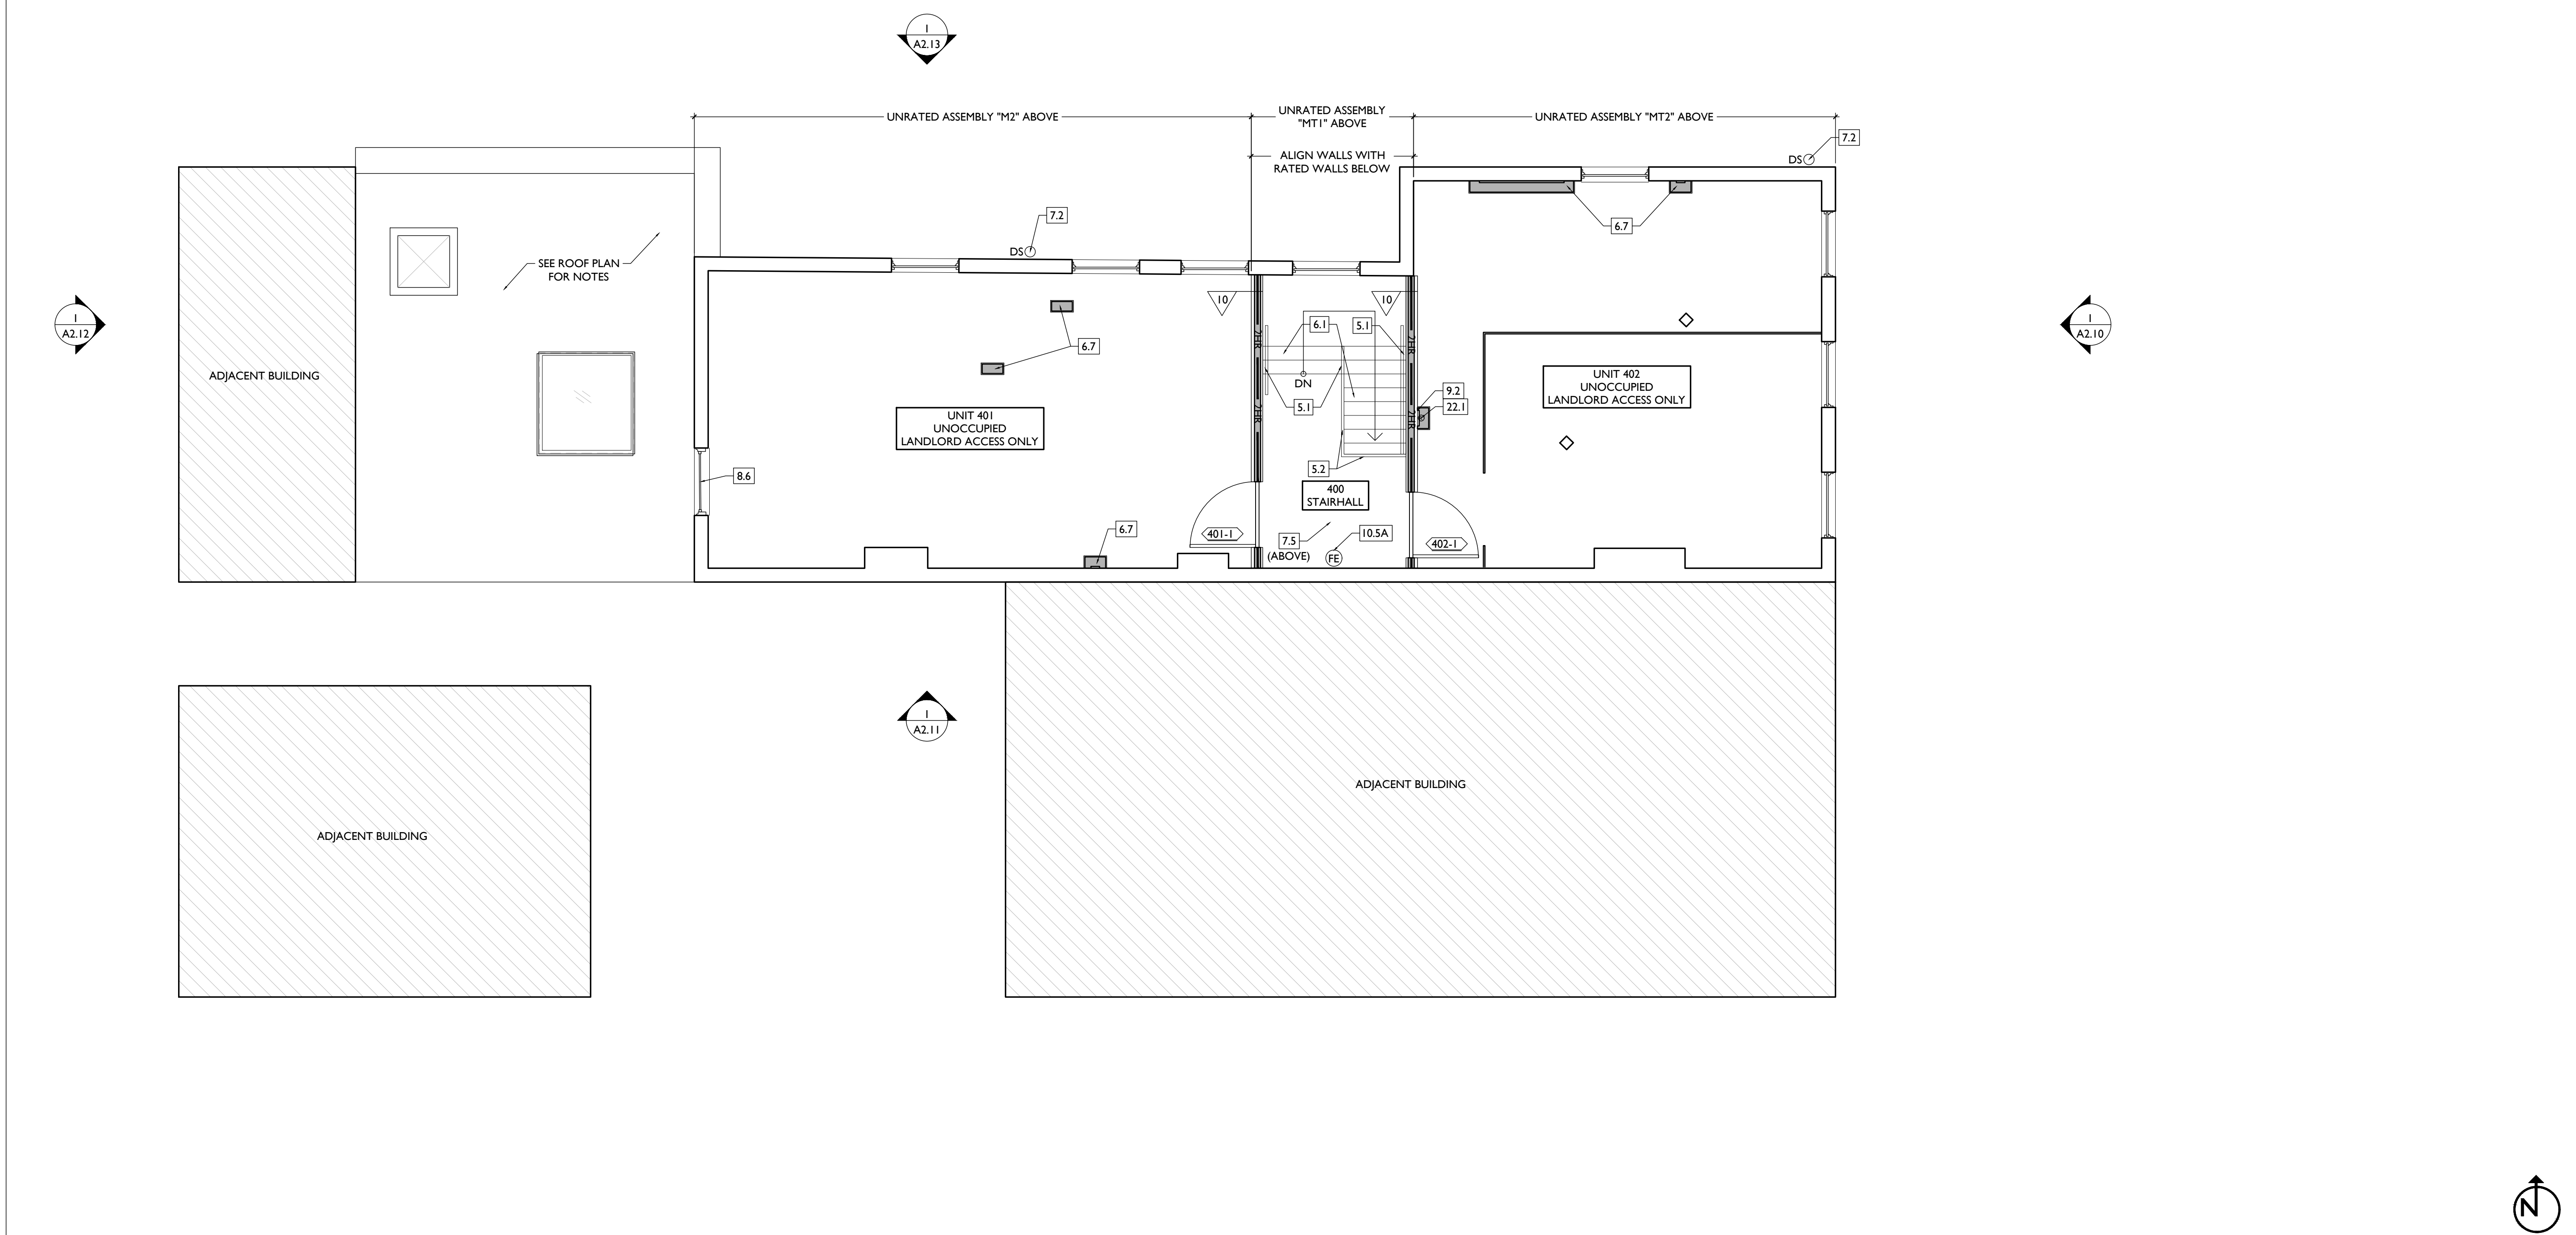 1
A2.13
UNRATED ASSEMBLY "M2" ABOVE
UNRATED ASSEMBLY
"MT1" ABOVE
UNRATED ASSEMBLY "MT2" ABOVE
7.2
DS
ALIGN WALLS WITH
RATED WALLS BELOW
7.2
DS
6.7
SEE ROOF PLAN
FOR NOTES
10
10
1
A2.12
1
A2.10
6.1
5.1
2HR
2HR
6.7
ADJACENT BUILDING
DN
UNIT 402
UNOCCUPIED
LANDLORD ACCESS ONLY
9.2
22.1
5.1
2HR
2HR
UNIT 401
UNOCCUPIED
LANDLORD ACCESS ONLY
8.6
5.2
400
STAIRHALL
6.7
401-1
7.5
(ABOVE)
10.5A
FE
402-1
1
A2.11
ADJACENT BUILDING
ADJACENT BUILDING
N